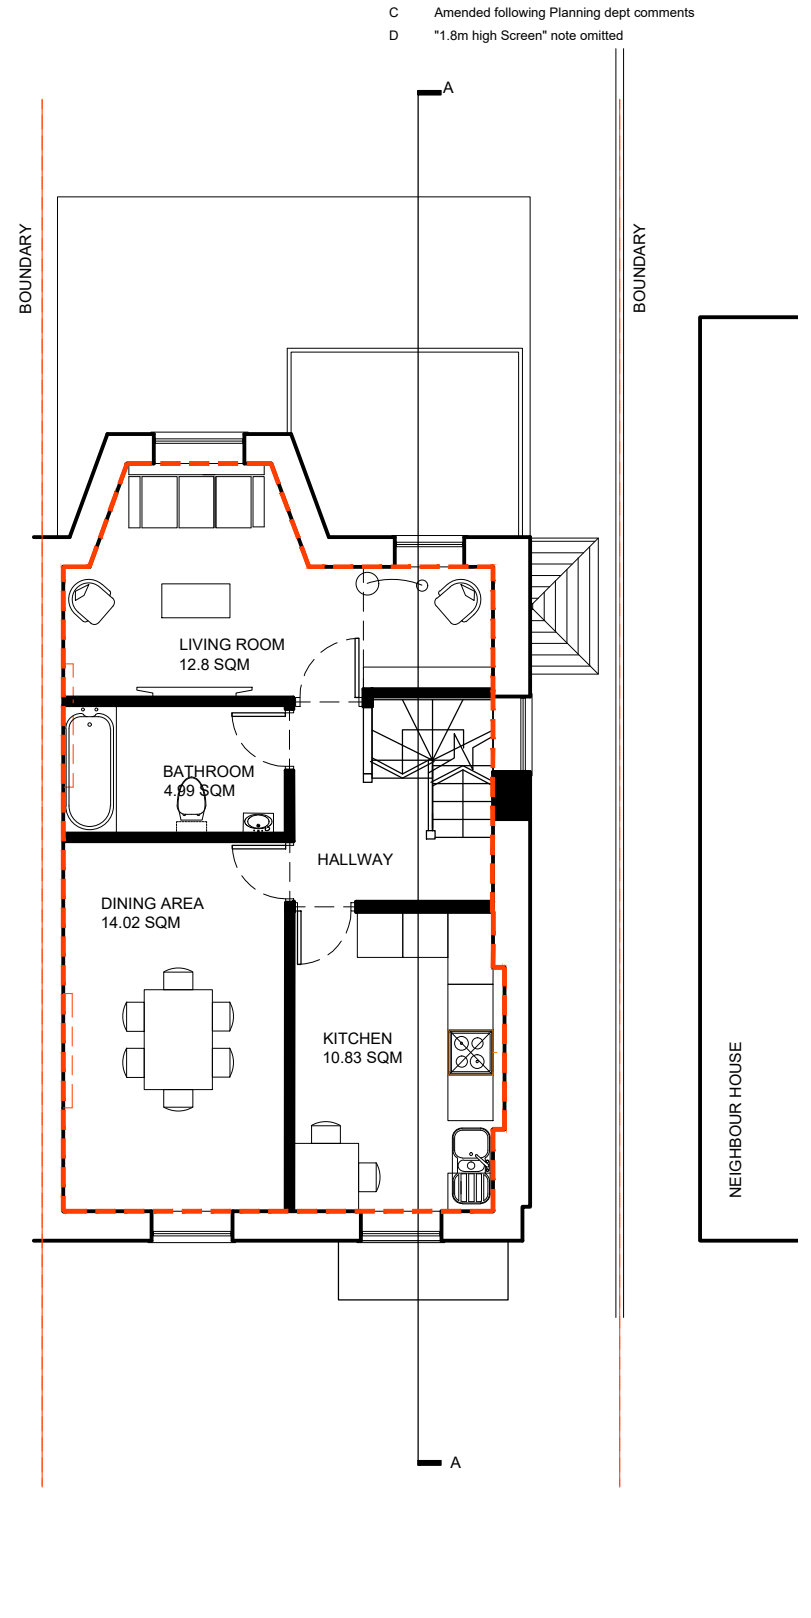 C Amended following Planning dept comments
D "1.8m high Screen" note omitted
A
BOUNDARY
BOUNDARY
LIVING ROOM
12.8 SQM
BATHROOM
4.99 SQM
HALLWAY
DINING AREA
14.02 SQM
KITCHEN
10.83 SQM
NEIGHBOUR HOUSE
A